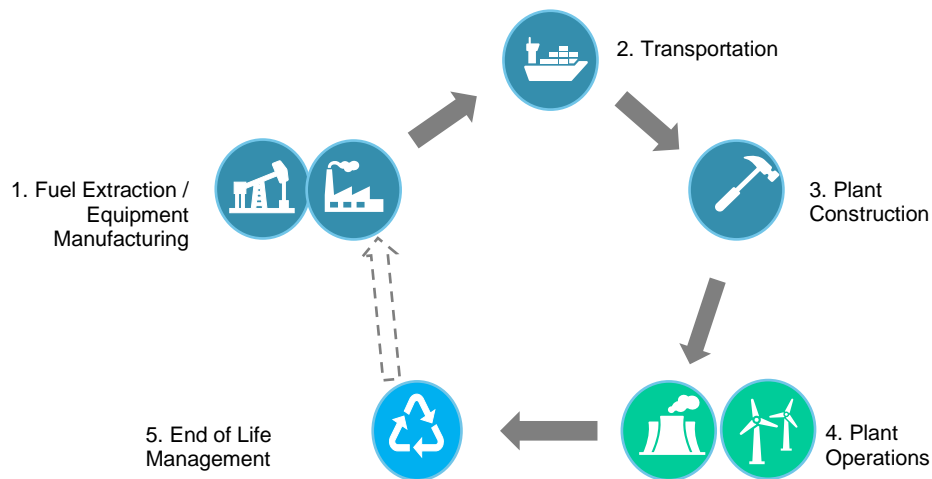 2. Transportation
1. Fuel Extraction /
Equipment
Manufacturing
3. Plant
Construction
5. End of Life
Management
4. Plant
Operations